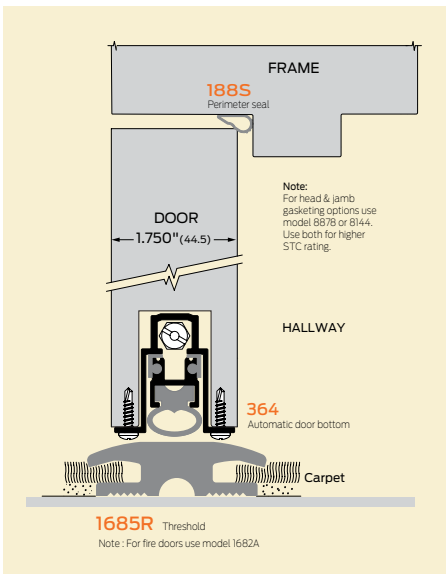 FRAME
188S
Perimeter seal
Note:
For head & jamb
gasketing options use
model 8878 or 8144.
Use both for higher
STC rating.
DOOR
1.750" (44.5)
HALLWAY
364
Automatic door bottom
Carpet
1685R Threshold
Note : For fire doors use model 1682A